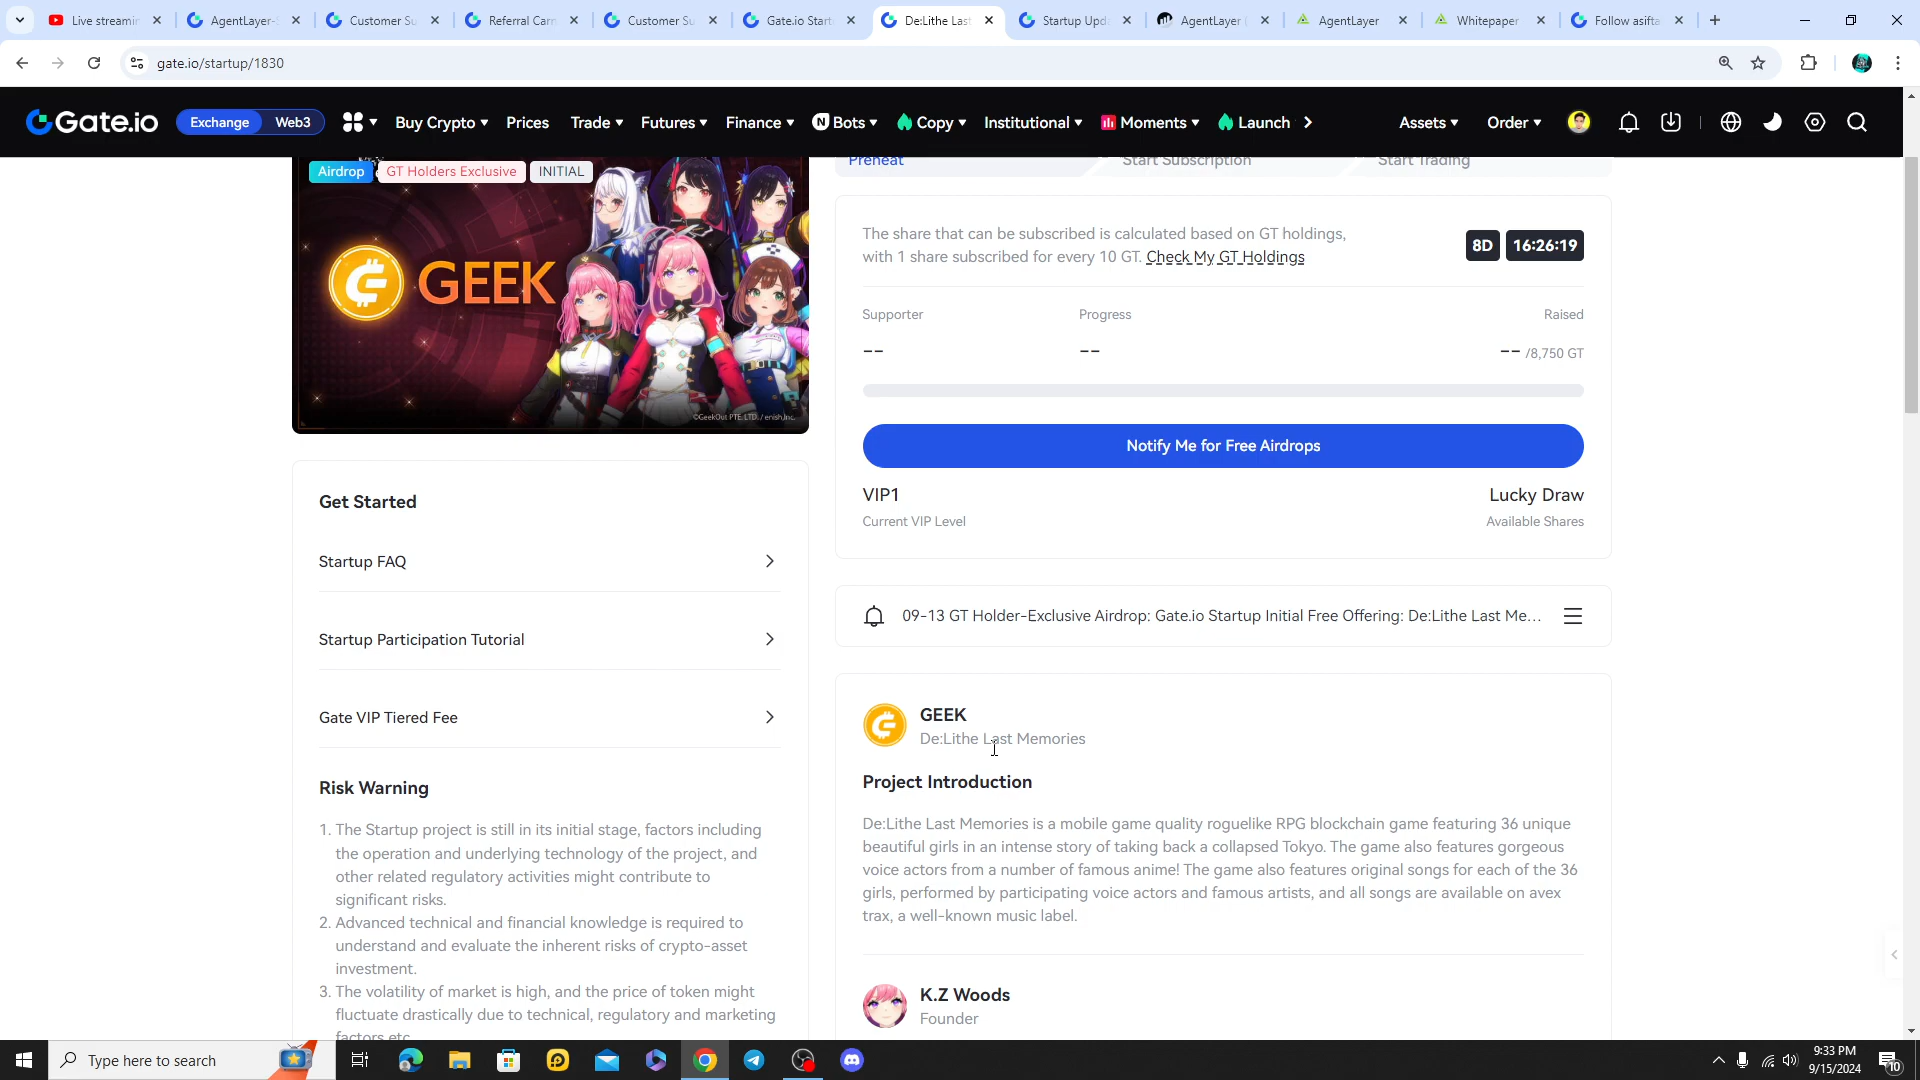 Live streamin
AgentLayer-
Customer Su
Referral Carn
Customer Su
Gate.io Start
De:Lithe Last
Startup Upda
AgentLayer (
AgentLayer
Whitepaper
Follow asifta
gate.io/startup/1830
Gate.io
Exchange
Web3
Buy Crypto
Prices
Trade
Futures
Finance
Bots
Copy
Institutional
Moments
Launch
Assets
Order
Airdrop
GT Holders Exclusive
INITIAL
GEEK
©GeekOut PTE. LTD. / enish,inc.
Preheat
Start Subscription
Start Trading
The share that can be subscribed is calculated based on GT holdings,
with 1 share subscribed for every 10 GT. Check My GT Holdings
8D
16:26:19
Supporter
Progress
Raised
--
--
-- /8,750 GT
Notify Me for Free Airdrops
VIP1
Lucky Draw
Current VIP Level
Available Shares
09-13 GT Holder-Exclusive Airdrop: Gate.io Startup Initial Free Offering: De:Lithe Last Me...
GEEK
De:Lithe Last Memories
Project Introduction
De:Lithe Last Memories is a mobile game quality roguelike RPG blockchain game featuring 36 unique
beautiful girls in an intense story of taking back a collapsed Tokyo. The game also features gorgeous
voice actors from a number of famous anime! The game also features original songs for each of the 36
girls, performed by participating voice actors and famous artists, and all songs are available on avex
trax, a well-known music label.
K.Z Woods
Founder
Get Started
Startup FAQ
Startup Participation Tutorial
Gate VIP Tiered Fee
Risk Warning
1. The Startup project is still in its initial stage, factors including
the operation and underlying technology of the project, and
other related regulatory activities might contribute to
significant risks.
2. Advanced technical and financial knowledge is required to
understand and evaluate the inherent risks of crypto-asset
investment.
3. The volatility of market is high, and the price of token might
fluctuate drastically due to technical, regulatory and marketing
factors etc.
Type here to search
9:33 PM
9/15/2024
10